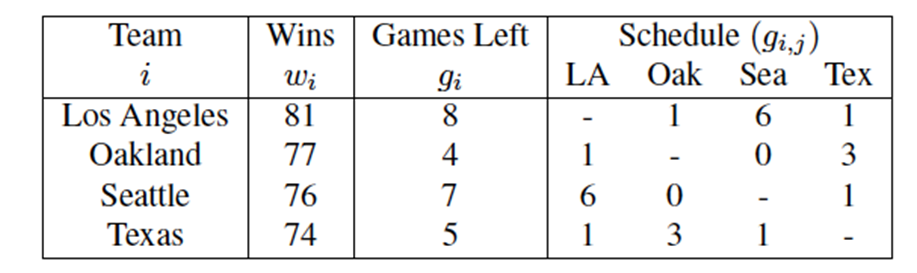 Team Wins Games Left Schedule (g_{i,j})
i w_i g_i LA Oak Sea Tex
Los Angeles 81 8 - 1 6 1
Oakland 77 4 1 - 0 3
Seattle 76 7 6 0 - 1
Texas 74 5 1 3 1 -